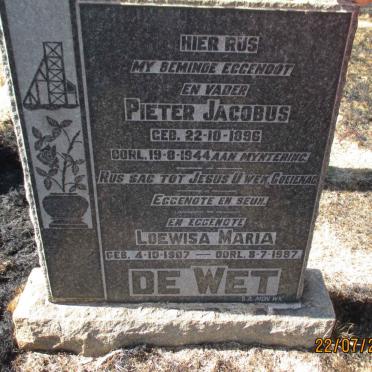 HIER RUS
MY BEMINDE EGGENOOT
EN VADER
PIETER JACOBUS
GEB. 22-10-1896
OORL. 19-8-1944 AAN MYNTERING
RUS SAG TOT JESUS U WEK, GOEIENAG
EGGENOTE EN SEUN.
EN EGGENOTE
LOEWISA MARIA
GEB. 4-10-1907 — OORL. 8-7-1987
DE WET
22/07/2